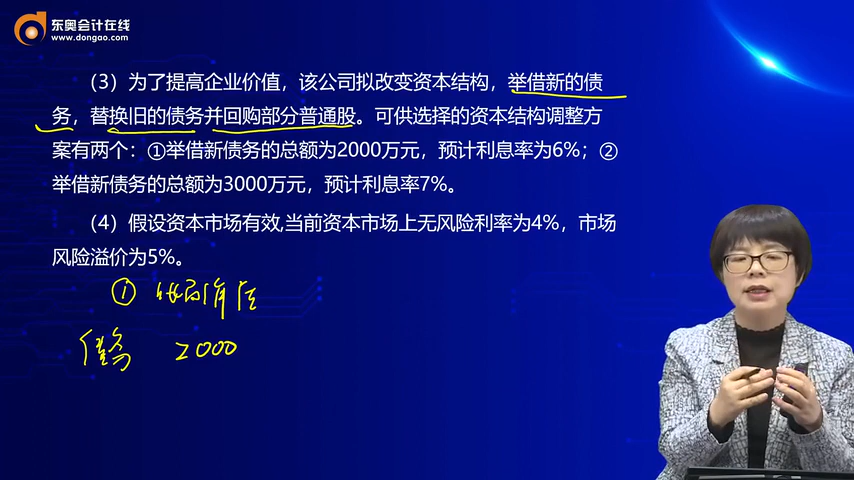 东奥会计在线
www.dongao.com
（3）为了提高企业价值，该公司拟改变资本结构，举借新的债
务，替换旧的债务并回购部分普通股。可供选择的资本结构调整方
案有两个：①举借新债务的总额为2000万元，预计利息率为6%；②
举借新债务的总额为3000万元，预计利息率7%。
（4）假设资本市场有效,当前资本市场上无风险利率为4%，市场
风险溢价为5%。
①
债务 2000